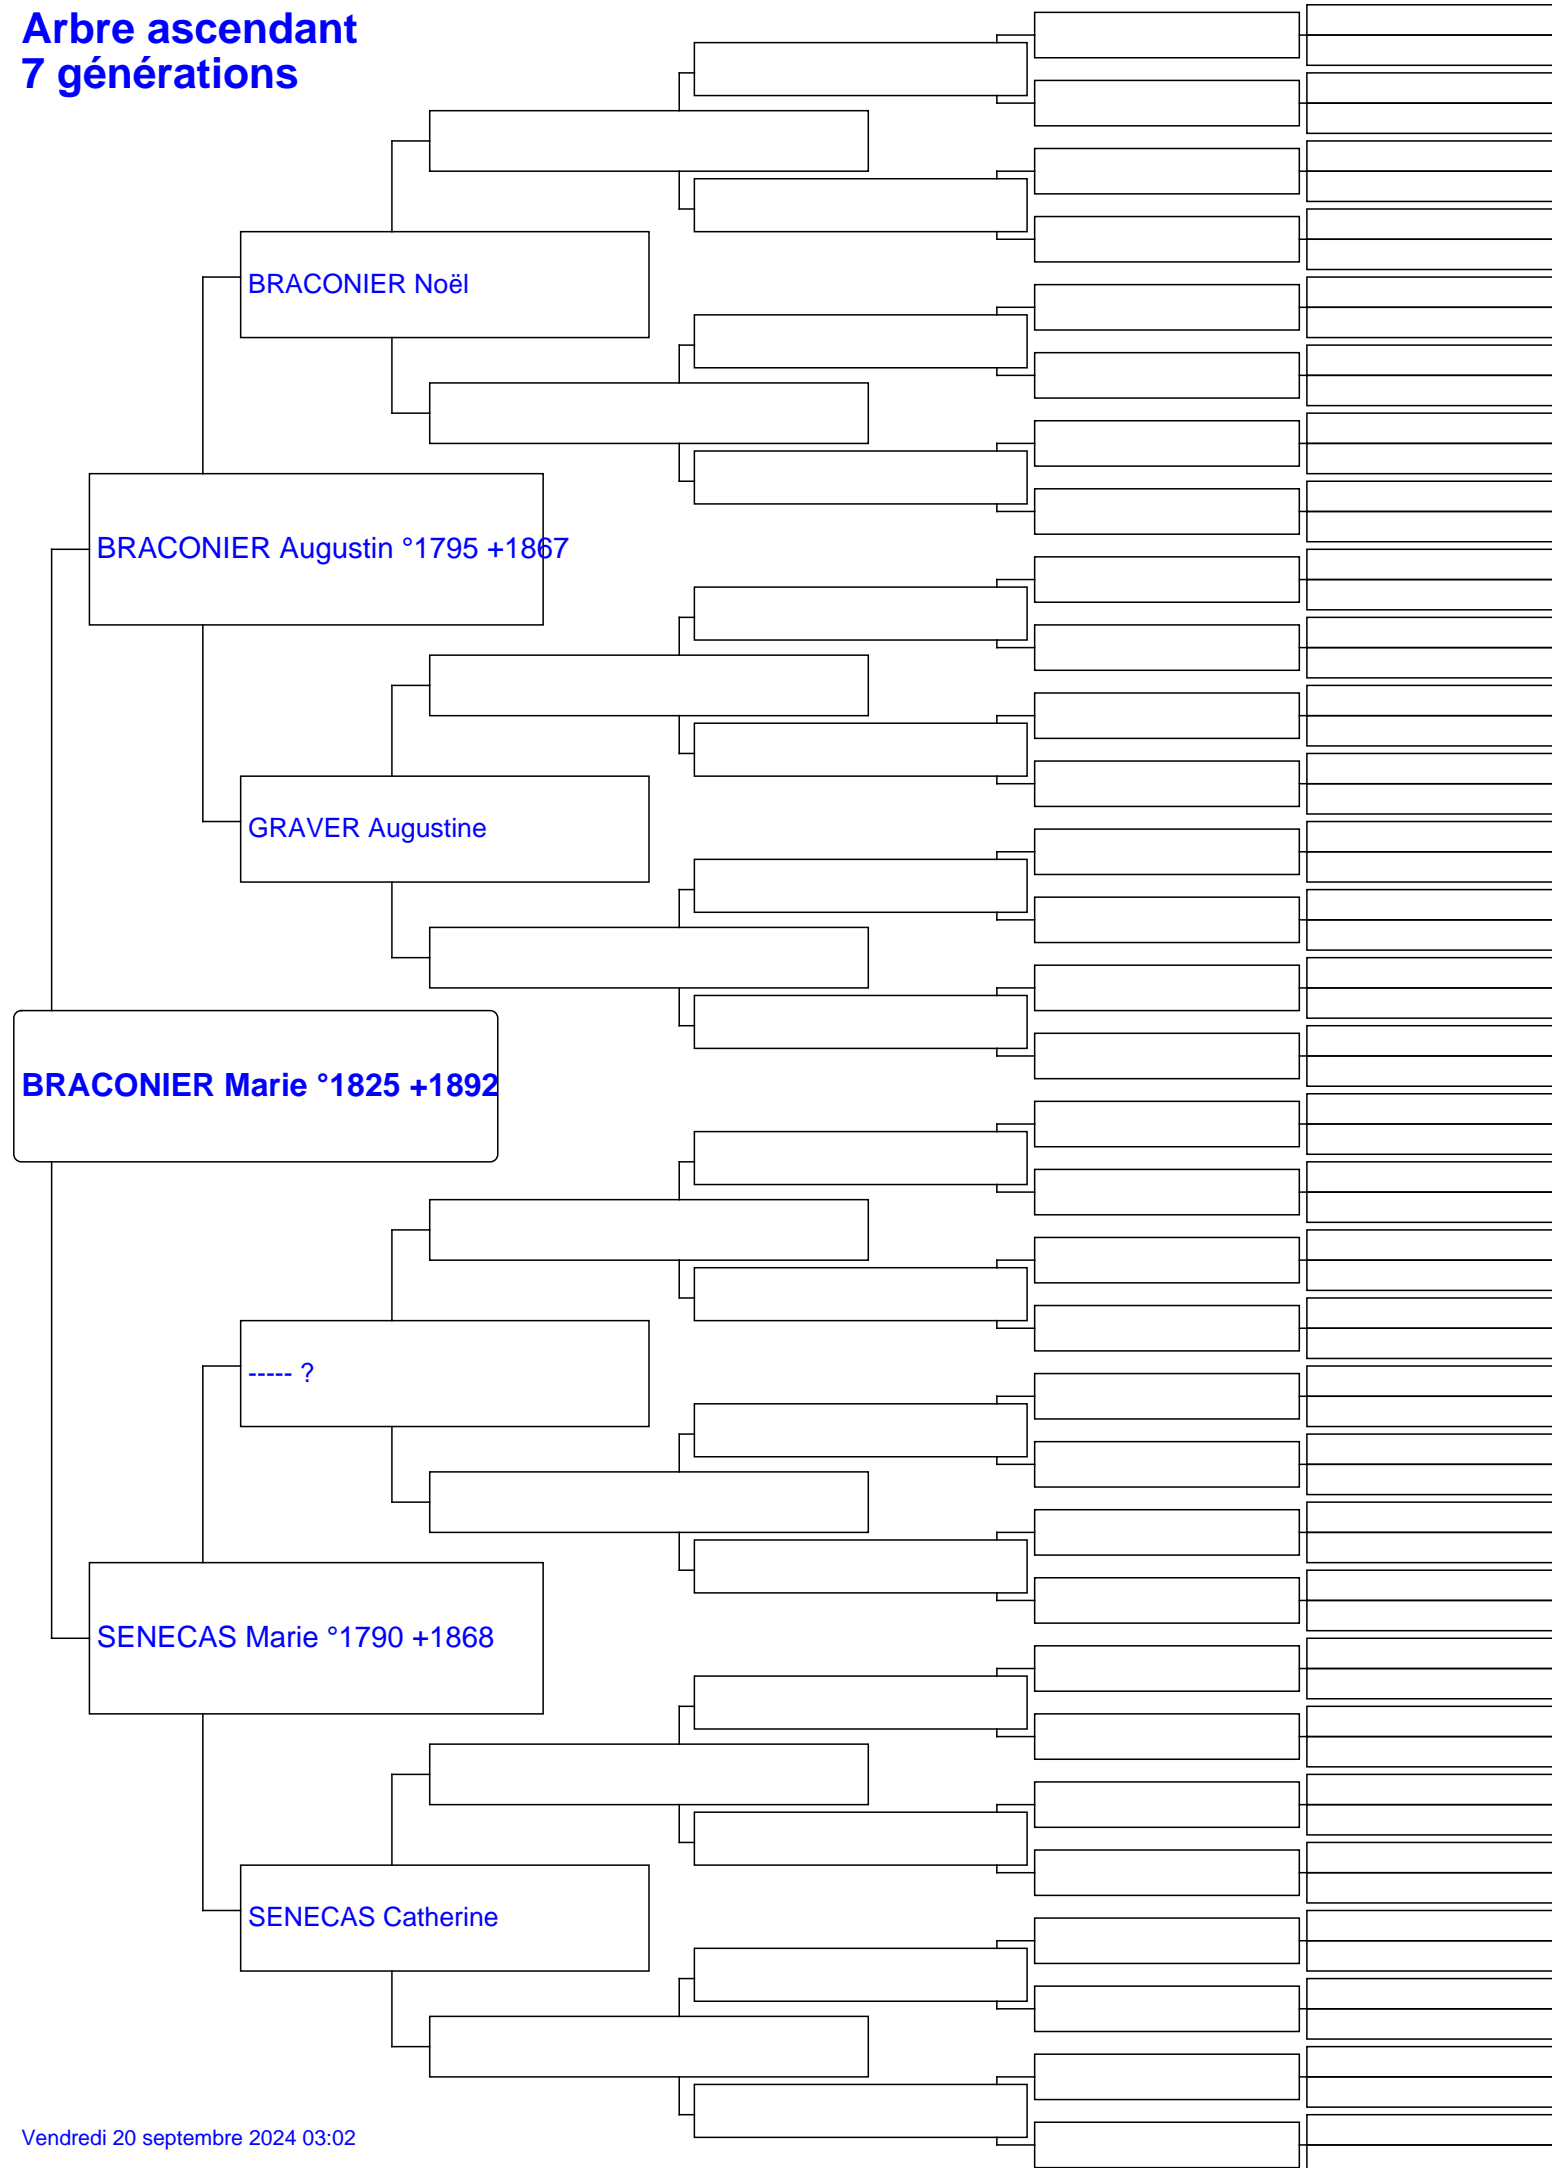 Arbre ascendant
7 générations
BRACONIER Noël
BRACONIER Augustin °1795 +1867
GRAVER Augustine
BRACONIER Marie °1825 +1892
----- ?
SENECAS Marie °1790 +1868
SENECAS Catherine
Vendredi 20 septembre 2024 03:02